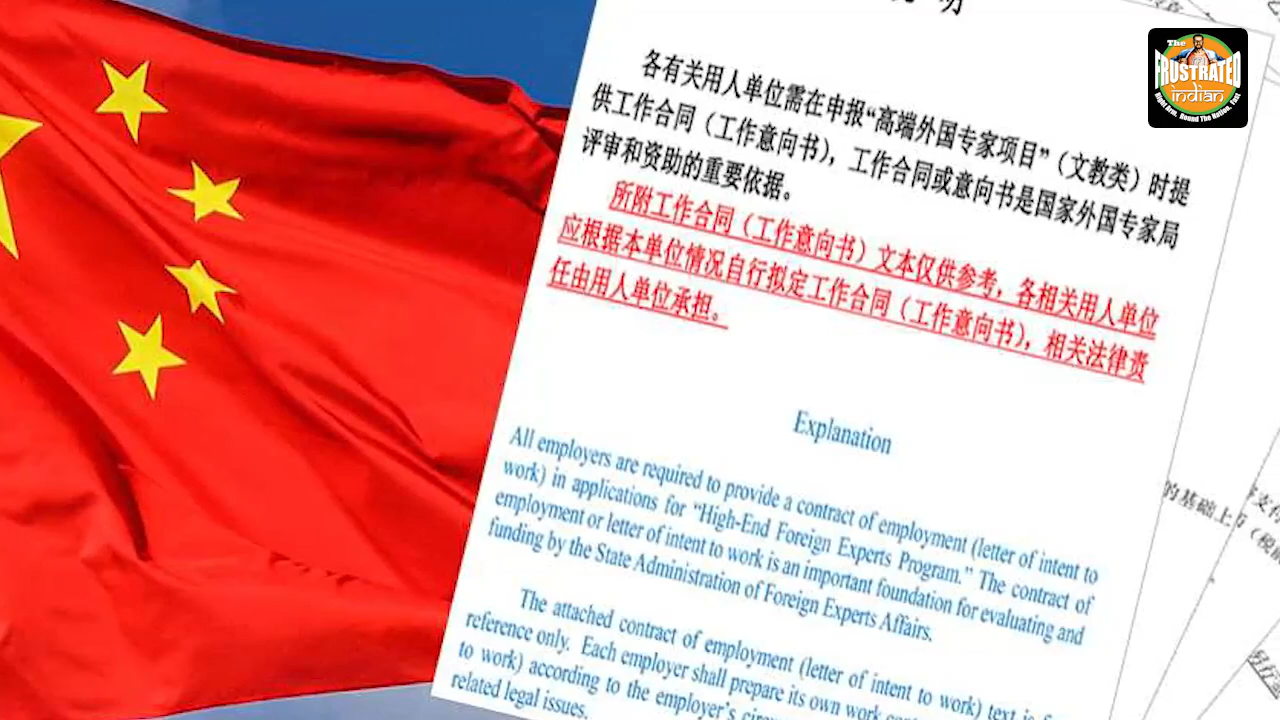 The
FRUSTRATED
indian
Right Arm. Round The Nation. Fast
各有关用人单位需在申报“高端外国专家项目”（文教类）时提
供工作合同（工作意向书），工作合同或意向书是国家外国专家局
评审和资助的重要依据。
所附工作合同（工作意向书）文本仅供参考，各相关用人单位
应根据本单位情况自行拟定工作合同（工作意向书），相关法律责
任由用人单位承担。
Explanation
All employers are required to provide a contract of employment (letter of intent to
work) in applications for “High-End Foreign Experts Program.” The contract of
employment or letter of intent to work is an important foundation for evaluating and
funding by the State Administration of Foreign Experts Affairs.
The attached contract of employment (letter of intent to work) text is
reference only. Each employer shall prepare its own work
to work) according to the employer's
related legal issues.
的基础上